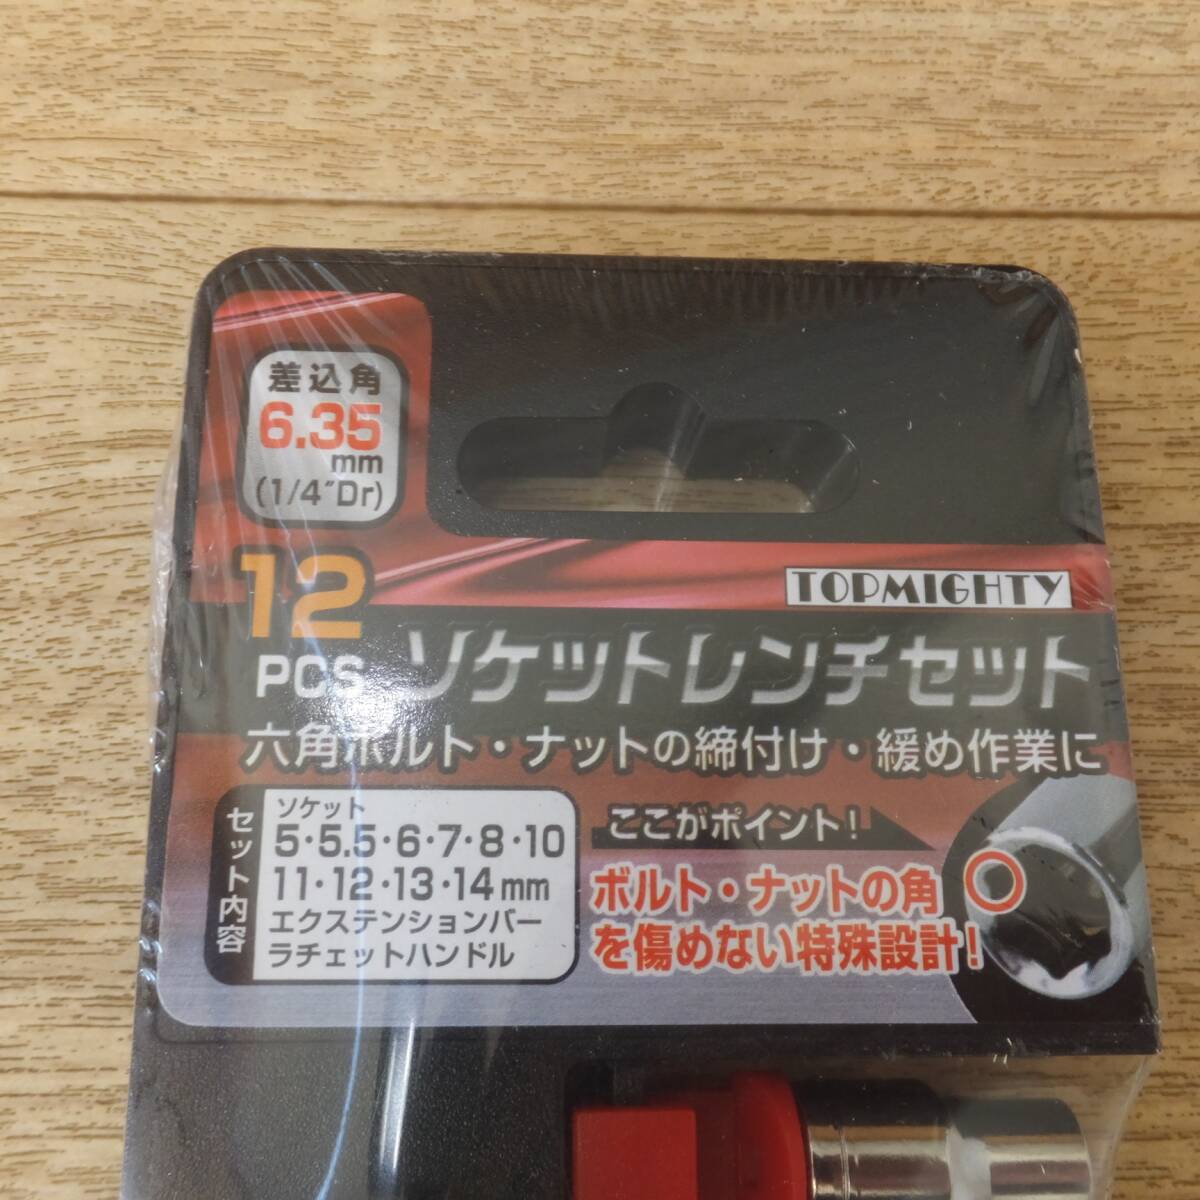 差込角
6.35
mm
(1/4"Dr)
TOPMIGHTY
12
PCS ソケットレンチセット
六角ボルト・ナットの締付け・緩め作業に
セット内容
ソケット
5・5.5・6・7・8・10
11・12・13・14mm
エクステンションバー
ラチェットハンドル
ここがポイント!
ボルト・ナットの角
を傷めない特殊設計!